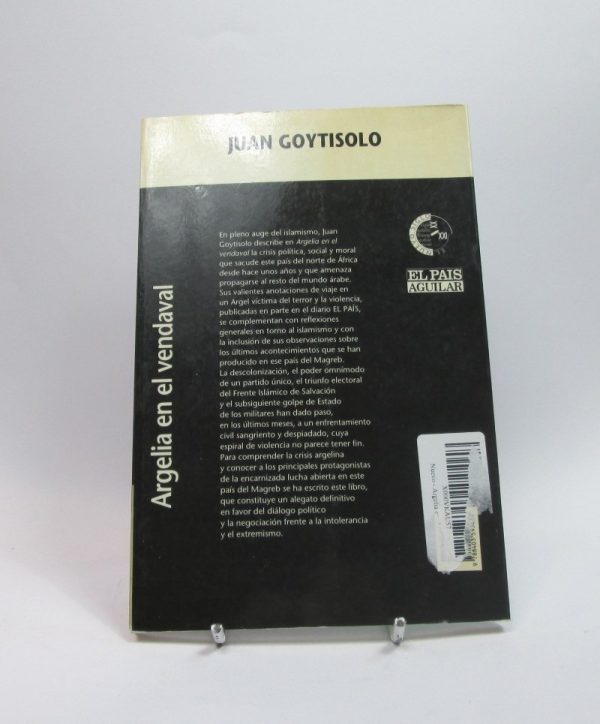 JUAN GOYTISOLO
Argelia en el vendaval
En pleno auge del islamismo, Juan
Goytisolo describe en Argelia en el
vendaval la crisis política, social y moral
que sacude este país del norte de África
desde hace unos años y que amenaza
propagarse al resto del mundo árabe.
Sus valientes anotaciones de viaje en
un Argel víctima del terror y la violencia,
publicadas en parte en el diario EL PAÍS,
se complementan con reflexiones
generales en torno al islamismo y con
la inclusión de sus observaciones sobre
los últimos acontecimientos que se han
producido en ese país del Magreb.
La descolonización, el poder omnímodo
de un partido único, el triunfo electoral
del Frente Islámico de Salvación
y el subsiguiente golpe de Estado
de los militares han dado paso,
en los últimos meses, a un enfrentamiento
civil sangriento y despiadado, cuya
espiral de violencia no parece tener fin.
Para comprender la crisis argelina
y conocer a los principales protagonistas
de la encarnizada lucha abierta en este
país del Magreb se ha escrito este libro,
que constituye un alegato definitivo
en favor del diálogo político
y la negociación frente a la intolerancia
y el extremismo.
XX
XXI
EL PAIS
AGUILAR